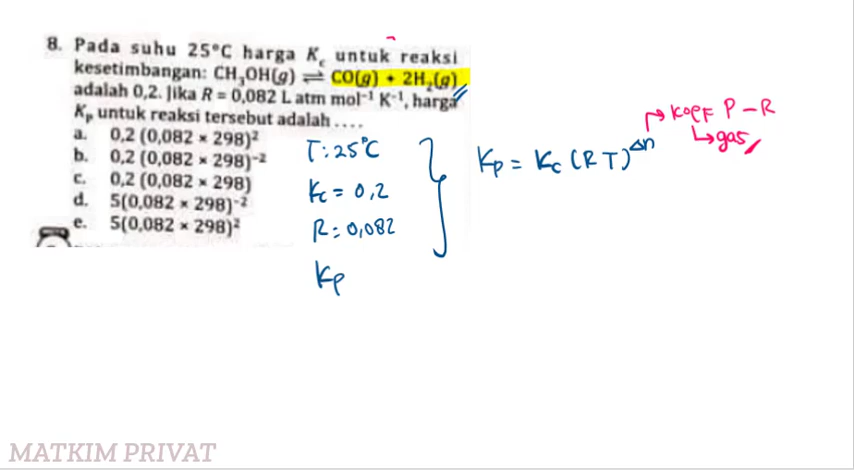 8. Pada suhu 25°C harga Kc untuk reaksi
kesetimbangan: CH₃OH(g) ⇌ CO(g) + 2H₂(g)
adalah 0,2. Jika R = 0,082 L atm mol⁻¹ K⁻¹, harga
Kp untuk reaksi tersebut adalah ....
a. 0,2 (0,082 × 298)²
b. 0,2 (0,082 × 298)⁻²
c. 0,2 (0,082 × 298)
d. 5(0,082 × 298)⁻²
e. 5(0,082 × 298)²
T: 25°C
Kc = 0,2
R = 0,082
Kp
Kp = Kc (RT)^Δn
→ koef P - R
↳ gas
MATKIM PRIVAT